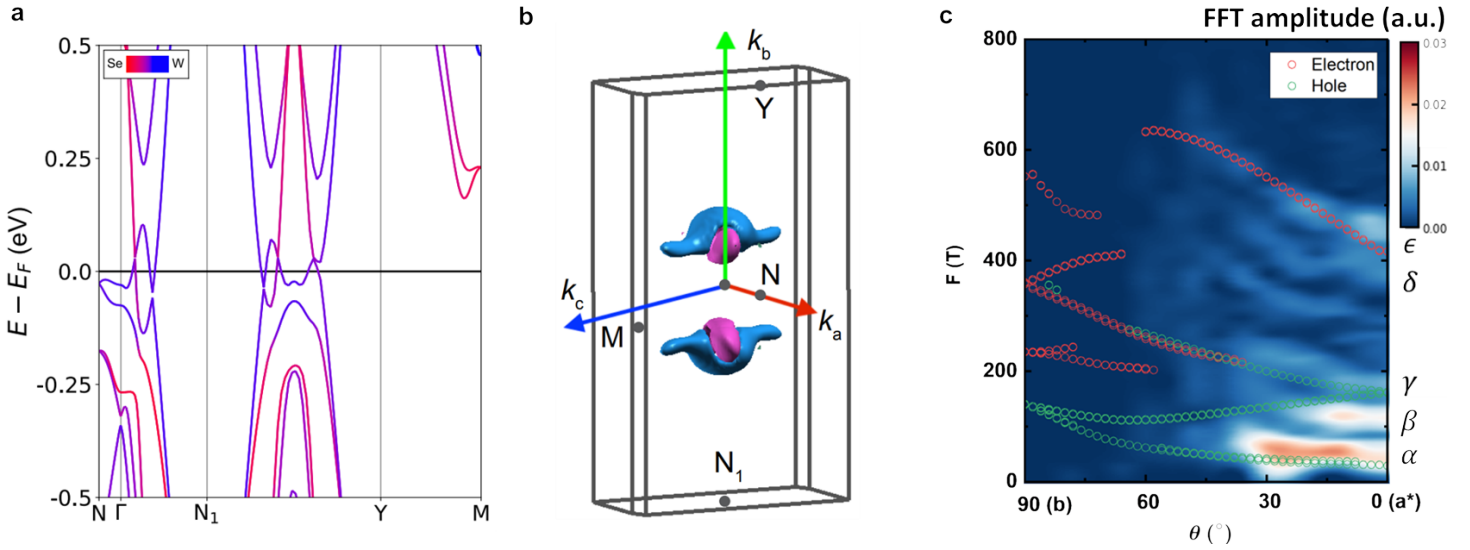 a
0.5
0.25
0.0
-0.25
-0.5
E − E_F (eV)
Se W
N Γ N₁ Y M
b
k_b
Y
N
k_c
k_a
M
N₁
c
FFT amplitude (a.u.)
800
600
400
200
0
F (T)
Electron
Hole
0.03
0.02
0.01
0.00
ϵ
δ
γ
β
α
90 (b) 60 30 0 (a*)
θ (°)